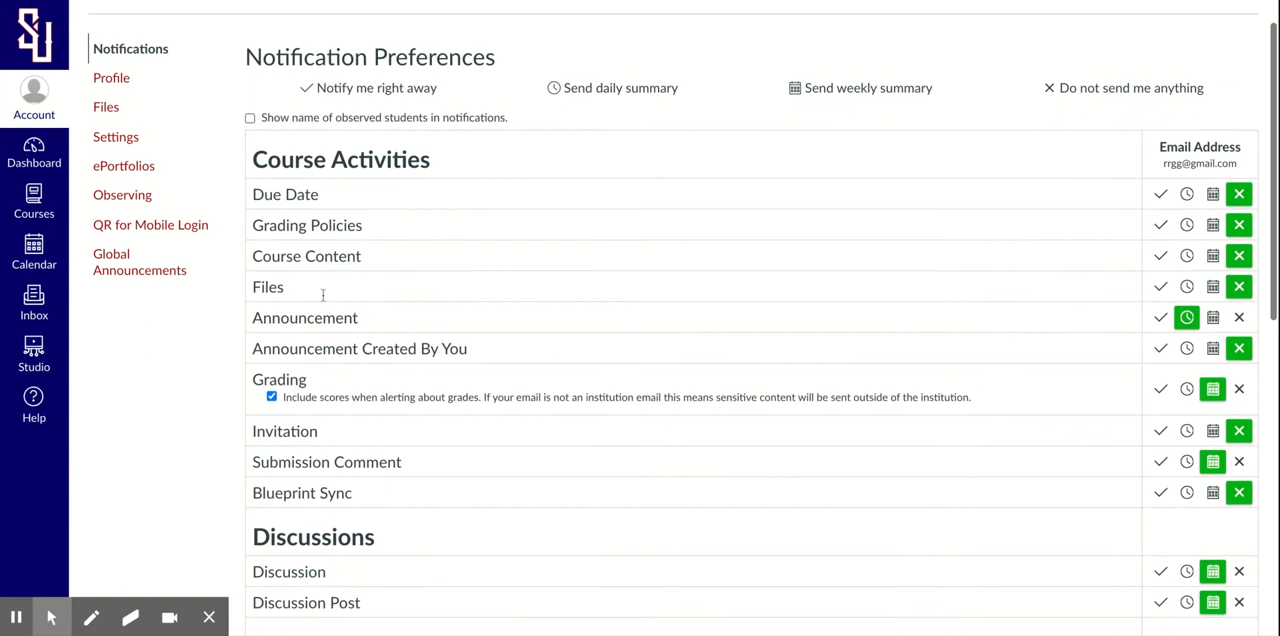 SU
Account
Dashboard
Courses
Calendar
Inbox
Studio
Help
Notifications
Profile
Files
Settings
ePortfolios
Observing
QR for Mobile Login
Global
Announcements
Notification Preferences
Notify me right away
Send daily summary
Send weekly summary
Do not send me anything
Show name of observed students in notifications.
Course Activities
Email Address
rrgg@gmail.com
Due Date
Grading Policies
Course Content
Files
Announcement
Announcement Created By You
Grading
Include scores when alerting about grades. If your email is not an institution email this means sensitive content will be sent outside of the institution.
Invitation
Submission Comment
Blueprint Sync
Discussions
Discussion
Discussion Post